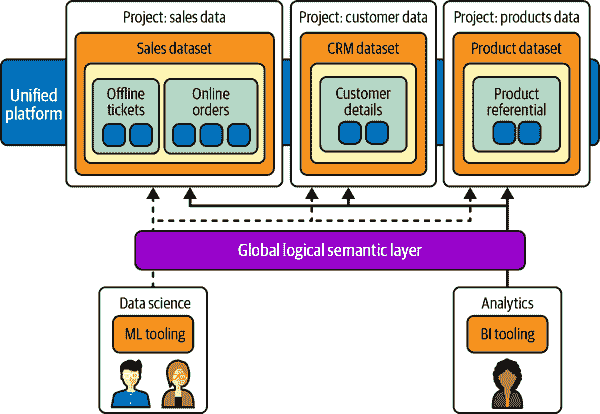 Project: sales data
Project: customer data
Project: products data
Sales dataset
CRM dataset
Product dataset
Unified
platform
Offline
tickets
Online
orders
Customer
details
Product
referential
Global logical semantic layer
Data science
ML tooling
Analytics
BI tooling